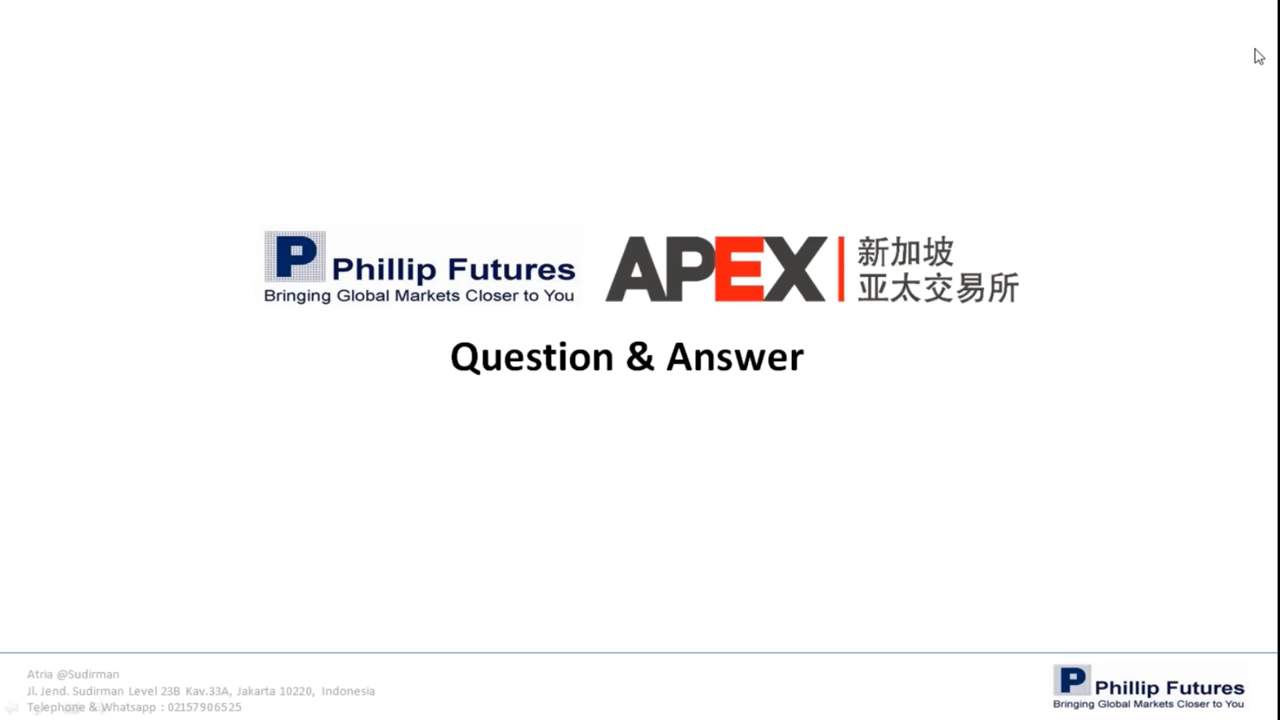 P Phillip Futures
Bringing Global Markets Closer to You
APEX
新加坡
亚太交易所
Question & Answer
Atria @Sudirman
Jl. Jend. Sudirman Level 23B Kav.33A, Jakarta 10220, Indonesia
Telephone & Whatsapp : 02157906525
P Phillip Futures
Bringing Global Markets Closer to You